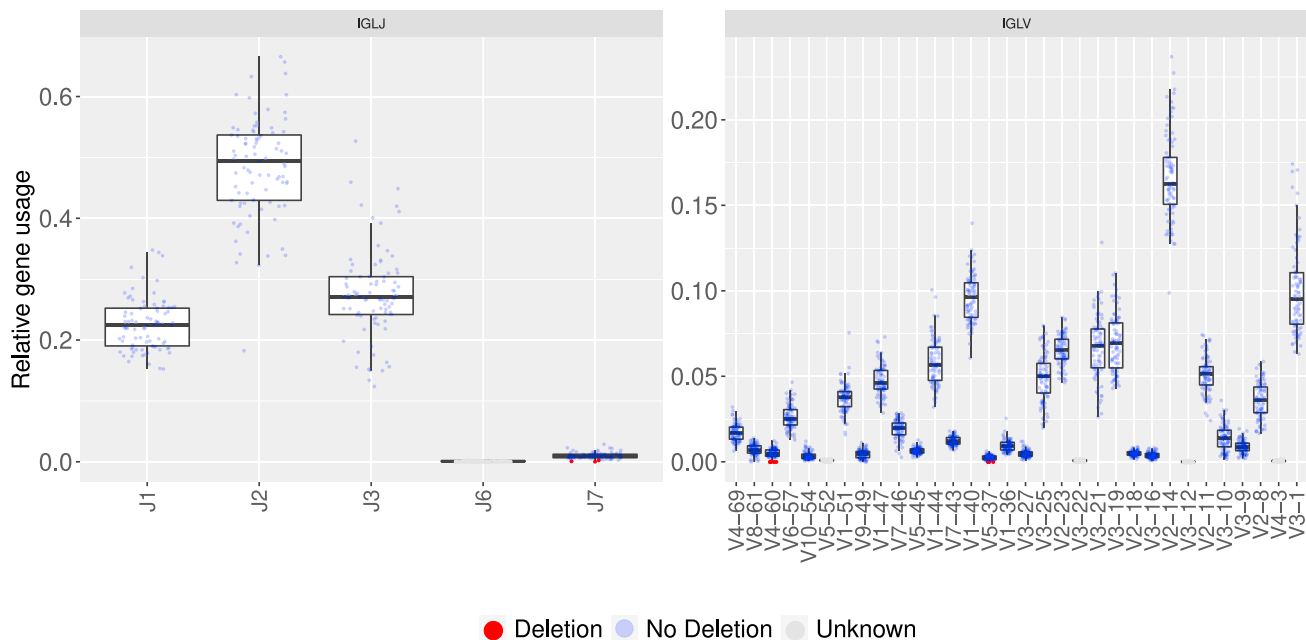 IGLJ
IGLV
Relative gene usage
0.6
0.4
0.2
0.0
0.20
0.15
0.10
0.05
0.00
J1
J2
J3
J6
J7
V4−69
V8−61
V4−60
V6−57
V10−54
V5−52
V1−51
V9−49
V1−47
V7−46
V5−45
V1−44
V7−43
V1−40
V5−37
V1−36
V3−27
V3−25
V2−23
V3−22
V3−21
V3−19
V2−18
V3−16
V2−14
V3−12
V2−11
V3−10
V3−9
V2−8
V4−3
V3−1
Deletion No Deletion Unknown